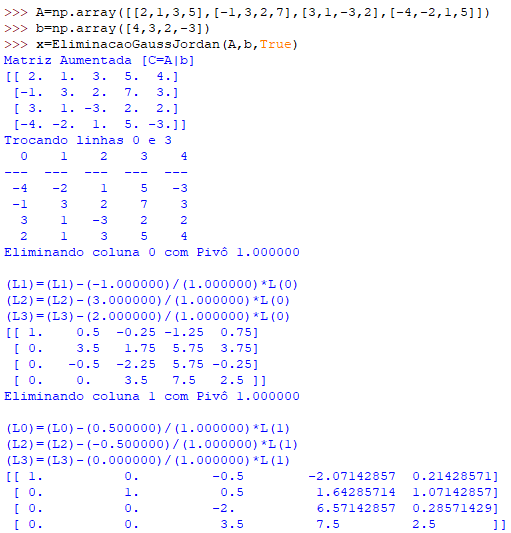 >>> A=np.array([[2,1,3,5],[-1,3,2,7],[3,1,-3,2],[-4,-2,1,5]])
>>> b=np.array([4,3,2,-3])
>>> x=EliminacaoGaussJordan(A,b,True)
Matriz Aumentada [C=A|b]
[[ 2.  1.  3.  5.  4.]
 [-1.  3.  2.  7.  3.]
 [ 3.  1. -3.  2.  2.]
 [-4. -2.  1.  5. -3.]]
Trocando linhas 0 e 3
  0    1    2    3    4
---  ---  ---  ---  ---
 -4   -2    1    5   -3
 -1    3    2    7    3
  3    1   -3    2    2
  2    1    3    5    4
Eliminando coluna 0 com Pivô 1.000000
(L1)=(L1)-(-1.000000)/(1.000000)*L(0)
(L2)=(L2)-(3.000000)/(1.000000)*L(0)
(L3)=(L3)-(2.000000)/(1.000000)*L(0)
[[ 1.    0.5  -0.25 -1.25  0.75]
 [ 0.    3.5   1.75  5.75  3.75]
 [ 0.   -0.5  -2.25  5.75 -0.25]
 [ 0.    0.    3.5   7.5   2.5 ]]
Eliminando coluna 1 com Pivô 1.000000
(L0)=(L0)-(0.500000)/(1.000000)*L(1)
(L2)=(L2)-(-0.500000)/(1.000000)*L(1)
(L3)=(L3)-(0.000000)/(1.000000)*L(1)
[[ 1.          0.         -0.5        -2.07142857  0.21428571]
 [ 0.          1.          0.5         1.64285714  1.07142857]
 [ 0.          0.         -2.          6.57142857  0.28571429]
 [ 0.          0.          3.5         7.5         2.5       ]]